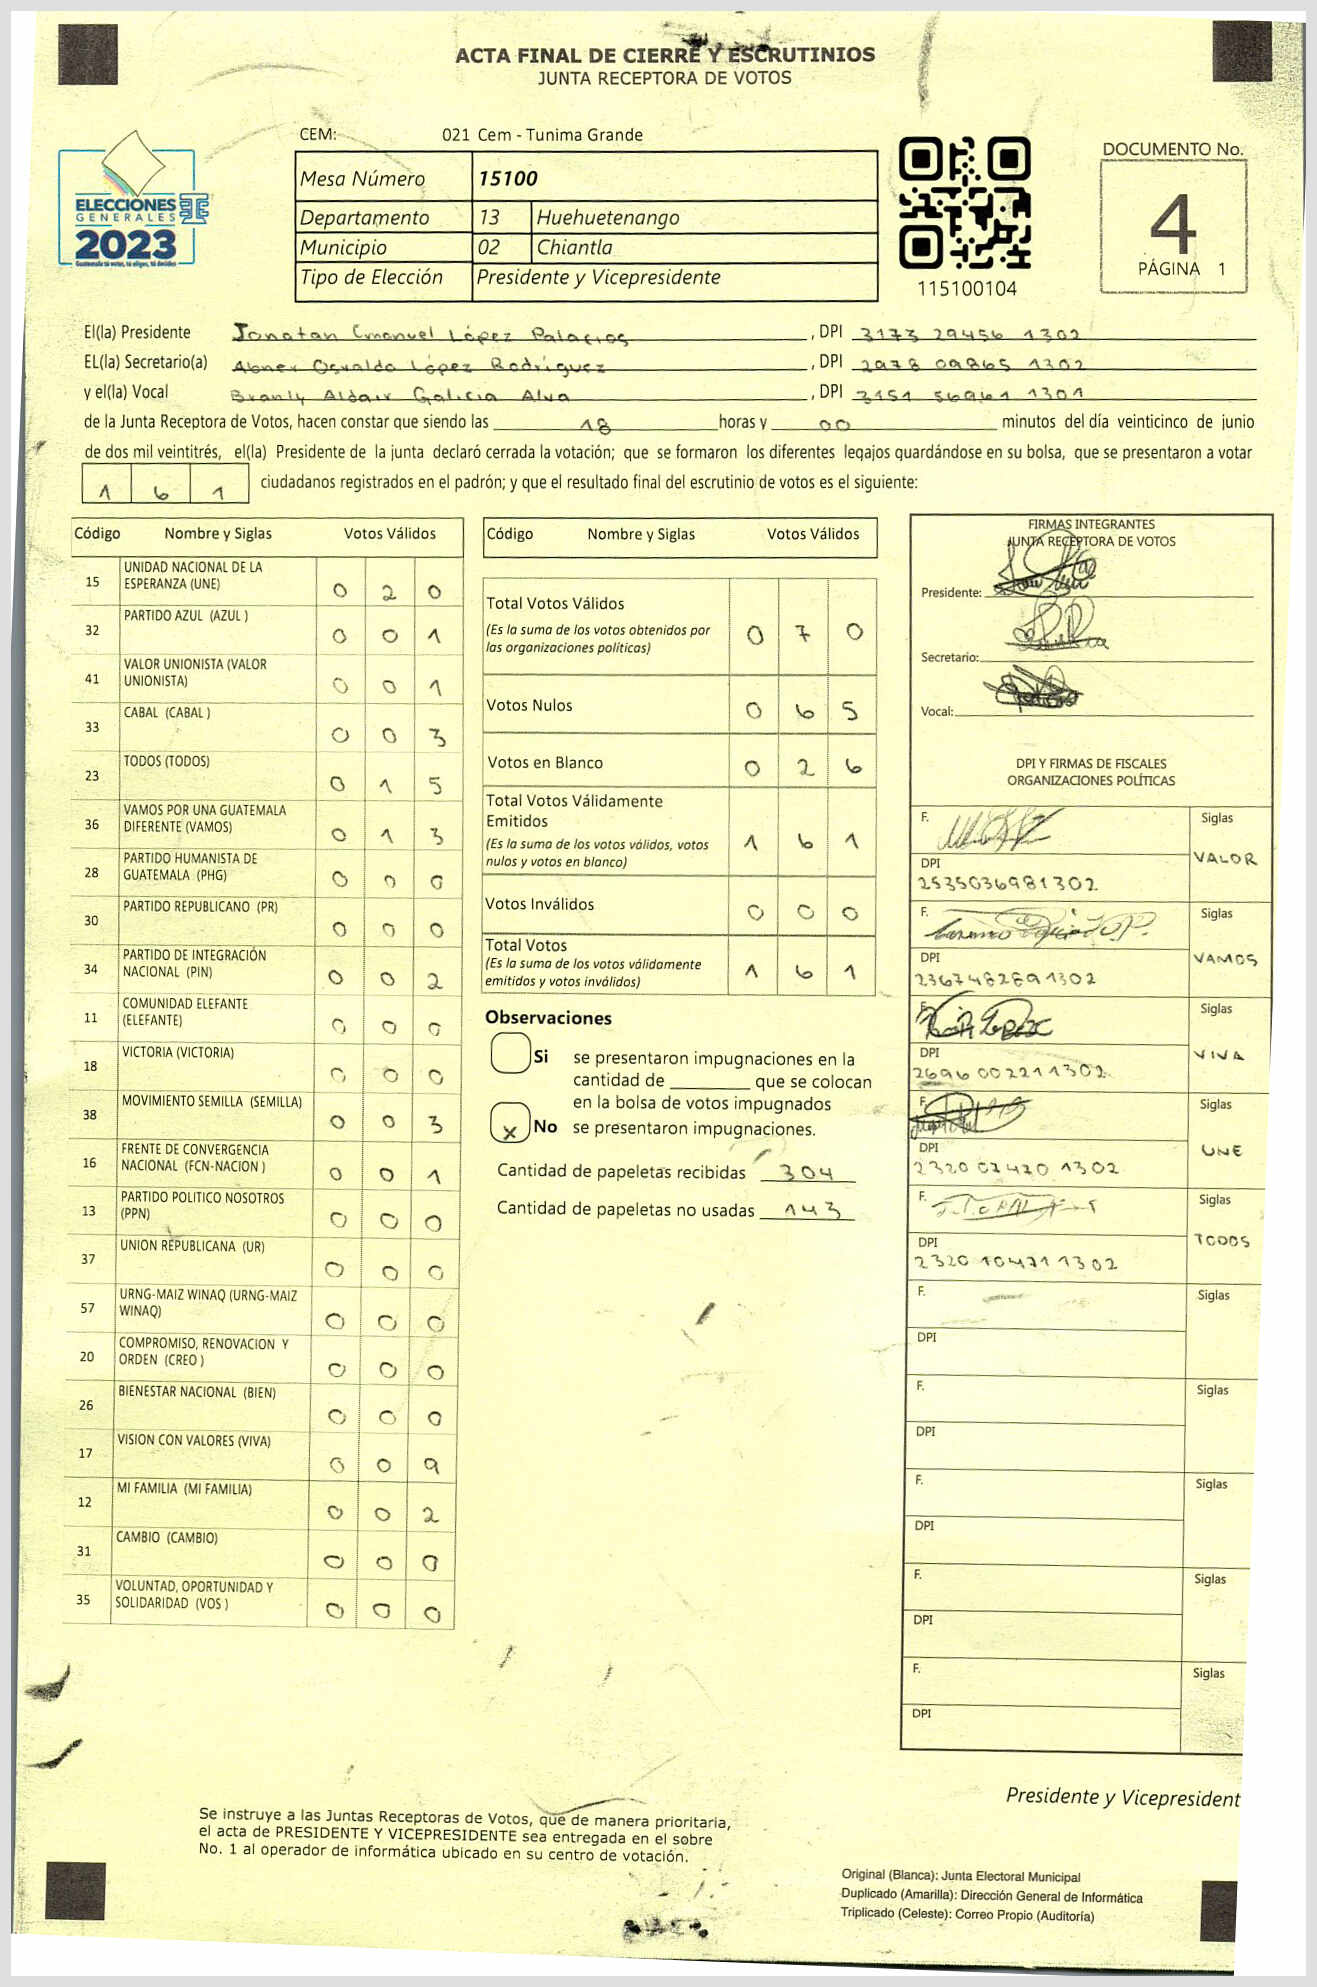 ACTA FINAL DE CIERRE Y ESCRUTINIOS
JUNTA RECEPTORA DE VOTOS
CEM: 021 Cem - Tunima Grande
ELECCIONES
GENERALES
2023
Guatemala tu votas, tu eliges, tu decides
Mesa Número 15100
Departamento 13 Huehuetenango
Municipio 02 Chiantla
Tipo de Elección Presidente y Vicepresidente
115100104
DOCUMENTO No.
4
PÁGINA 1
El(la) Presidente Jonatan Emanuel López Palacios, DPI 3173 29456 1302
EL(la) Secretario(a) Abner Osvaldo López Rodríguez, DPI 2978 09865 1302
y el(la) Vocal Branly Aldair Galicia Alva, DPI 3151 56961 1301
de la Junta Receptora de Votos, hacen constar que siendo las 18 horas y 00 minutos del día veinticinco de junio
de dos mil veintitrés, el(la) Presidente de la junta declaró cerrada la votación; que se formaron los diferentes legajos guardándose en su bolsa, que se presentaron a votar
1 6 1 ciudadanos registrados en el padrón; y que el resultado final del escrutinio de votos es el siguiente:
Código Nombre y Siglas Votos Válidos
15 UNIDAD NACIONAL DE LA ESPERANZA (UNE) 0 2 0
32 PARTIDO AZUL (AZUL ) 0 0 1
41 VALOR UNIONISTA (VALOR UNIONISTA) 0 0 1
33 CABAL (CABAL ) 0 0 3
23 TODOS (TODOS) 0 1 5
36 VAMOS POR UNA GUATEMALA DIFERENTE (VAMOS) 0 1 3
28 PARTIDO HUMANISTA DE GUATEMALA (PHG) 0 0 0
30 PARTIDO REPUBLICANO (PR) 0 0 0
34 PARTIDO DE INTEGRACIÓN NACIONAL (PIN) 0 0 2
11 COMUNIDAD ELEFANTE (ELEFANTE) 0 0 0
18 VICTORIA (VICTORIA) 0 0 0
38 MOVIMIENTO SEMILLA (SEMILLA) 0 0 3
16 FRENTE DE CONVERGENCIA NACIONAL (FCN-NACION ) 0 0 1
13 PARTIDO POLITICO NOSOTROS (PPN) 0 0 0
37 UNION REPUBLICANA (UR) 0 0 0
57 URNG-MAIZ WINAQ (URNG-MAIZ WINAQ) 0 0 0
20 COMPROMISO, RENOVACION Y ORDEN (CREO ) 0 0 0
26 BIENESTAR NACIONAL (BIEN) 0 0 0
17 VISION CON VALORES (VIVA) 0 0 9
12 MI FAMILIA (MI FAMILIA) 0 0 2
31 CAMBIO (CAMBIO) 0 0 0
35 VOLUNTAD, OPORTUNIDAD Y SOLIDARIDAD (VOS ) 0 0 0
Código Nombre y Siglas Votos Válidos
Total Votos Válidos 0 7 0
(Es la suma de los votos obtenidos por
las organizaciones políticas)
Votos Nulos 0 6 5
Votos en Blanco 0 2 6
Total Votos Válidamente
Emitidos 1 6 1
(Es la suma de los votos válidos, votos
nulos y votos en blanco)
Votos Inválidos 0 0 0
Total Votos 1 6 1
(Es la suma de los votos válidamente
emitidos y votos inválidos)
Observaciones
Si se presentaron impugnaciones en la
cantidad de ________ que se colocan
en la bolsa de votos impugnados
x No se presentaron impugnaciones.
Cantidad de papeletas recibidas 304
Cantidad de papeletas no usadas 143
FIRMAS INTEGRANTES
JUNTA RECEPTORA DE VOTOS
Presidente:
Secretario:
Vocal:
DPI Y FIRMAS DE FISCALES
ORGANIZACIONES POLÍTICAS
F. Siglas
VALOR
DPI
2535036981302
F. Siglas
VAMOS
DPI
2367482891302
F. Siglas
VIVA
DPI
2696002211302
F. Siglas
UNE
DPI
2320 07470 1302
F. Siglas
TODOS
DPI
2320 10471 1302
F. Siglas
DPI
F. Siglas
DPI
F. Siglas
DPI
F. Siglas
DPI
F. Siglas
DPI
Presidente y Vicepresident
Se instruye a las Juntas Receptoras de Votos, que de manera prioritaria,
el acta de PRESIDENTE Y VICEPRESIDENTE sea entregada en el sobre
No. 1 al operador de informática ubicado en su centro de votación.
Original (Blanca): Junta Electoral Municipal
Duplicado (Amarilla): Dirección General de Informática
Triplicado (Celeste): Correo Propio (Auditoría)